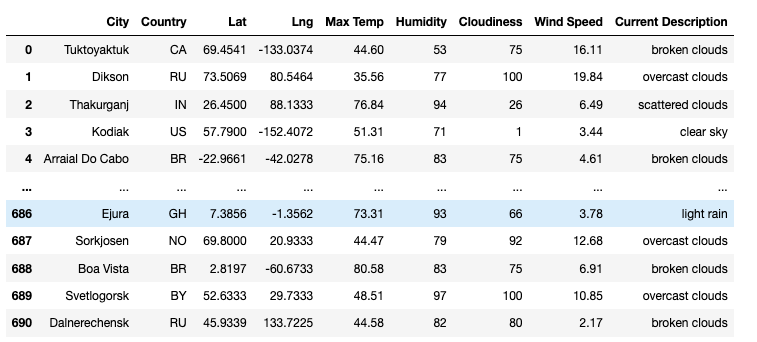 City Country Lat Lng Max Temp Humidity Cloudiness Wind Speed Current Description
0 Tuktoyaktuk CA 69.4541 -133.0374 44.60 53 75 16.11 broken clouds
1 Dikson RU 73.5069 80.5464 35.56 77 100 19.84 overcast clouds
2 Thakurganj IN 26.4500 88.1333 76.84 94 26 6.49 scattered clouds
3 Kodiak US 57.7900 -152.4072 51.31 71 1 3.44 clear sky
4 Arraial Do Cabo BR -22.9661 -42.0278 75.16 83 75 4.61 broken clouds
... ... ... ... ... ... ... ... ... ...
686 Ejura GH 7.3856 -1.3562 73.31 93 66 3.78 light rain
687 Sorkjosen NO 69.8000 20.9333 44.47 79 92 12.68 overcast clouds
688 Boa Vista BR 2.8197 -60.6733 80.58 83 75 6.91 broken clouds
689 Svetlogorsk BY 52.6333 29.7333 48.51 97 100 10.85 overcast clouds
690 Dalnerechensk RU 45.9339 133.7225 44.58 82 80 2.17 broken clouds